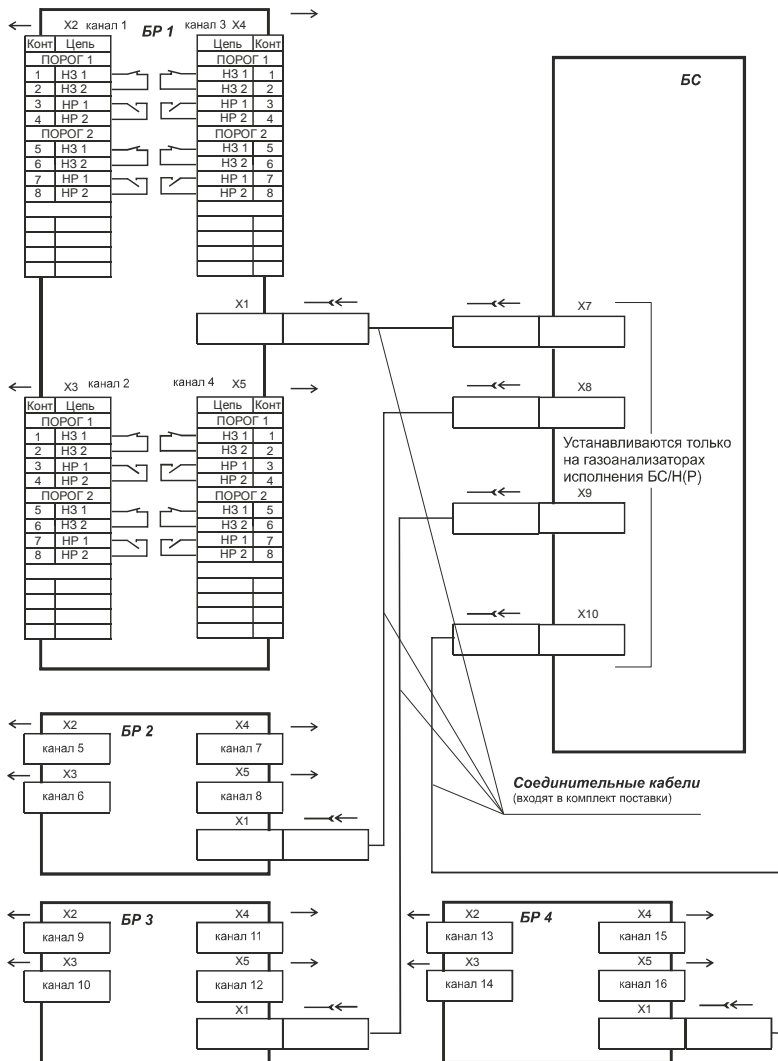 X2 канал 1 БР 1 канал 3 X4
Конт Цепь
ПОРОГ 1
1 НЗ 1
2 НЗ 2
3 НР 1
4 НР 2
ПОРОГ 2
5 НЗ 1
6 НЗ 2
7 НР 1
8 НР 2
Цепь Конт
ПОРОГ 1
НЗ 1 1
НЗ 2 2
НР 1 3
НР 2 4
ПОРОГ 2
НЗ 1 5
НЗ 2 6
НР 1 7
НР 2 8
X1
X3 канал 2 канал 4 X5
Конт Цепь
ПОРОГ 1
1 НЗ 1
2 НЗ 2
3 НР 1
4 НР 2
ПОРОГ 2
5 НЗ 1
6 НЗ 2
7 НР 1
8 НР 2
Цепь Конт
ПОРОГ 1
НЗ 1 1
НЗ 2 2
НР 1 3
НР 2 4
ПОРОГ 2
НЗ 1 5
НЗ 2 6
НР 1 7
НР 2 8
БС
X7
X8
Устанавливаются только
на газоанализаторах
исполнения БС/Н(Р)
X9
X10
Соединительные кабели
(входят в комплект поставки)
X2 БР 2 X4
канал 5 канал 7
X3 X5
канал 6 канал 8
X1
X2 БР 3 X4
канал 9 канал 11
X3 X5
канал 10 канал 12
X1
X2 БР 4 X4
канал 13 канал 15
X3 X5
канал 14 канал 16
X1